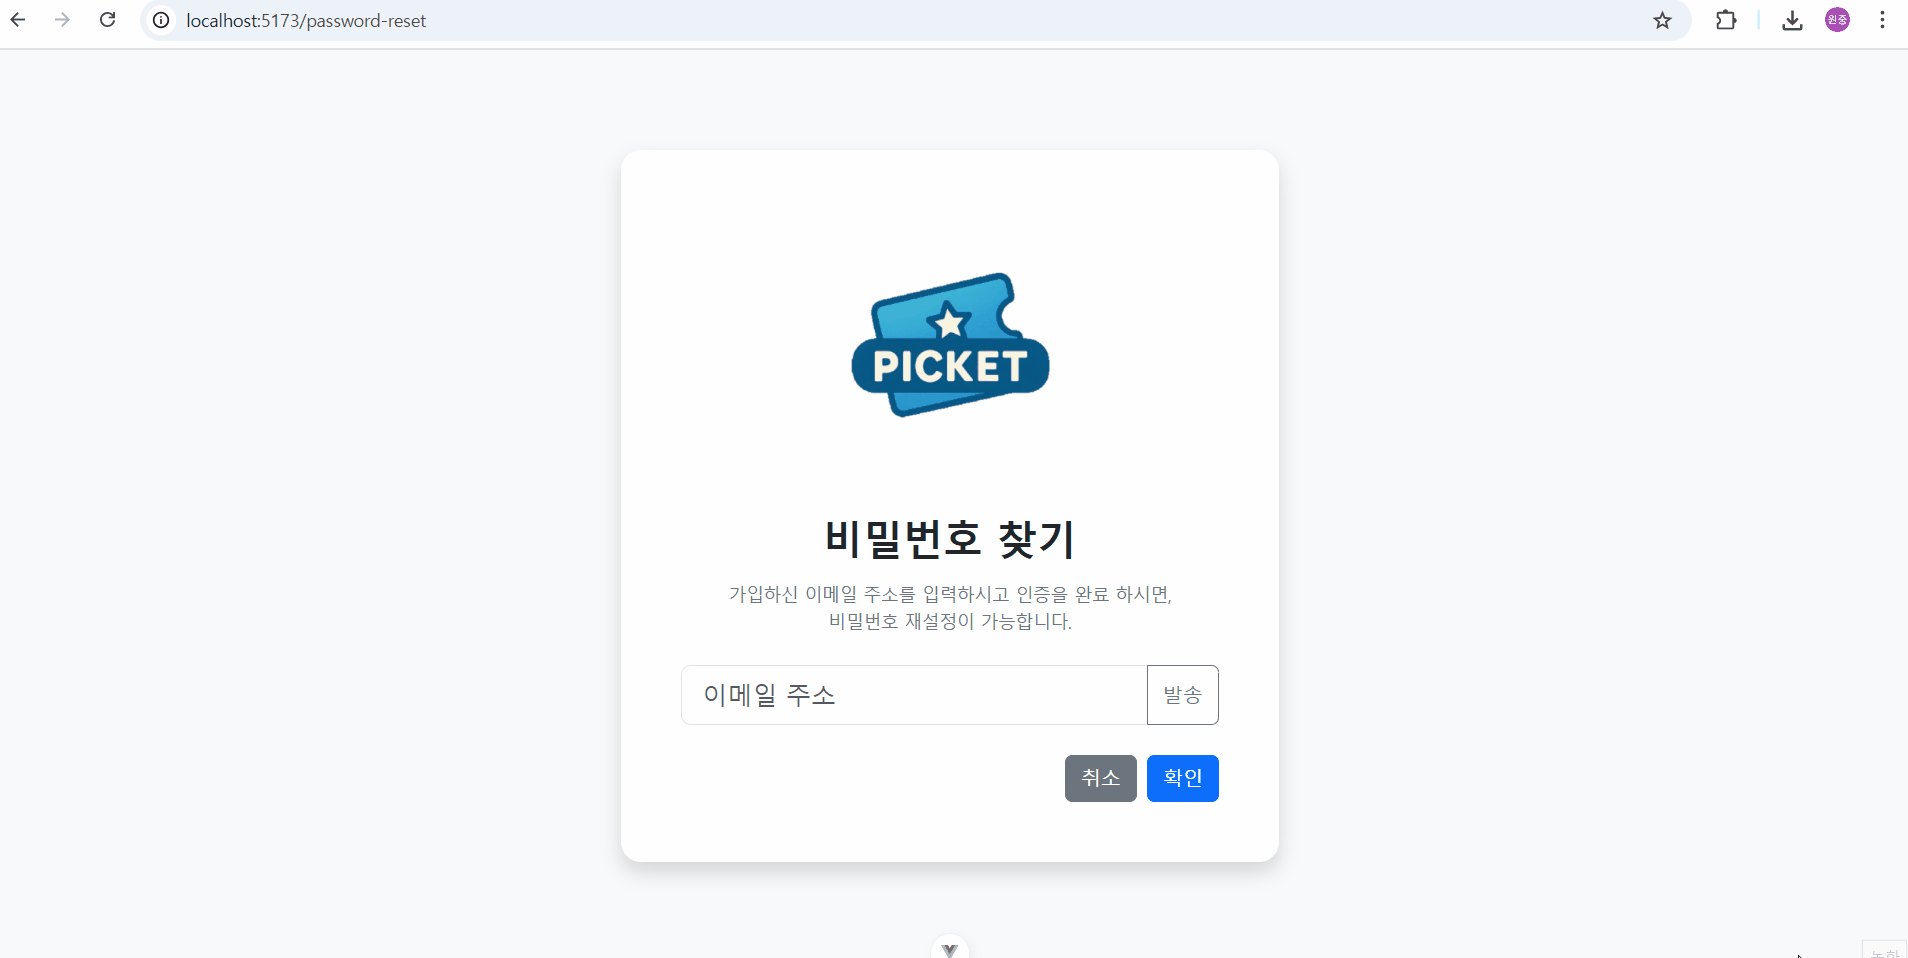 localhost:5173/password-reset
원중
PICKET
비밀번호 찾기
가입하신 이메일 주소를 입력하시고 인증을 완료 하시면,
비밀번호 재설정이 가능합니다.
이메일 주소
발송
취소
확인